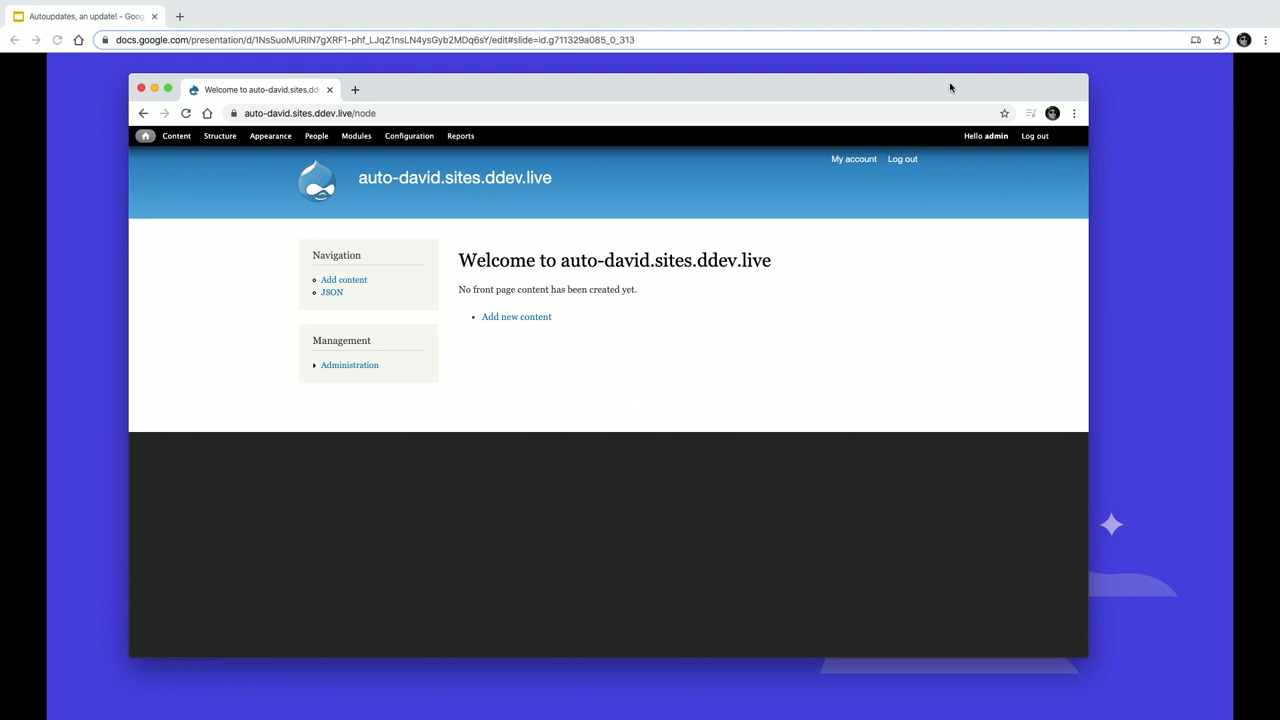 Autoupdates, an update! - Goog
docs.google.com/presentation/d/1NsSuoMURIN7gXRF1-phf_LJqZ1nsLN4ysGyb2MDq6sY/edit#slide=id.g711329a085_0_313
Welcome to auto-david.sites.dd
auto-david.sites.ddev.live/node
Content Structure Appearance People Modules Configuration Reports Hello admin Log out
My account Log out
auto-david.sites.ddev.live
Navigation
Add content
JSON
Management
Administration
Welcome to auto-david.sites.ddev.live
No front page content has been created yet.
Add new content